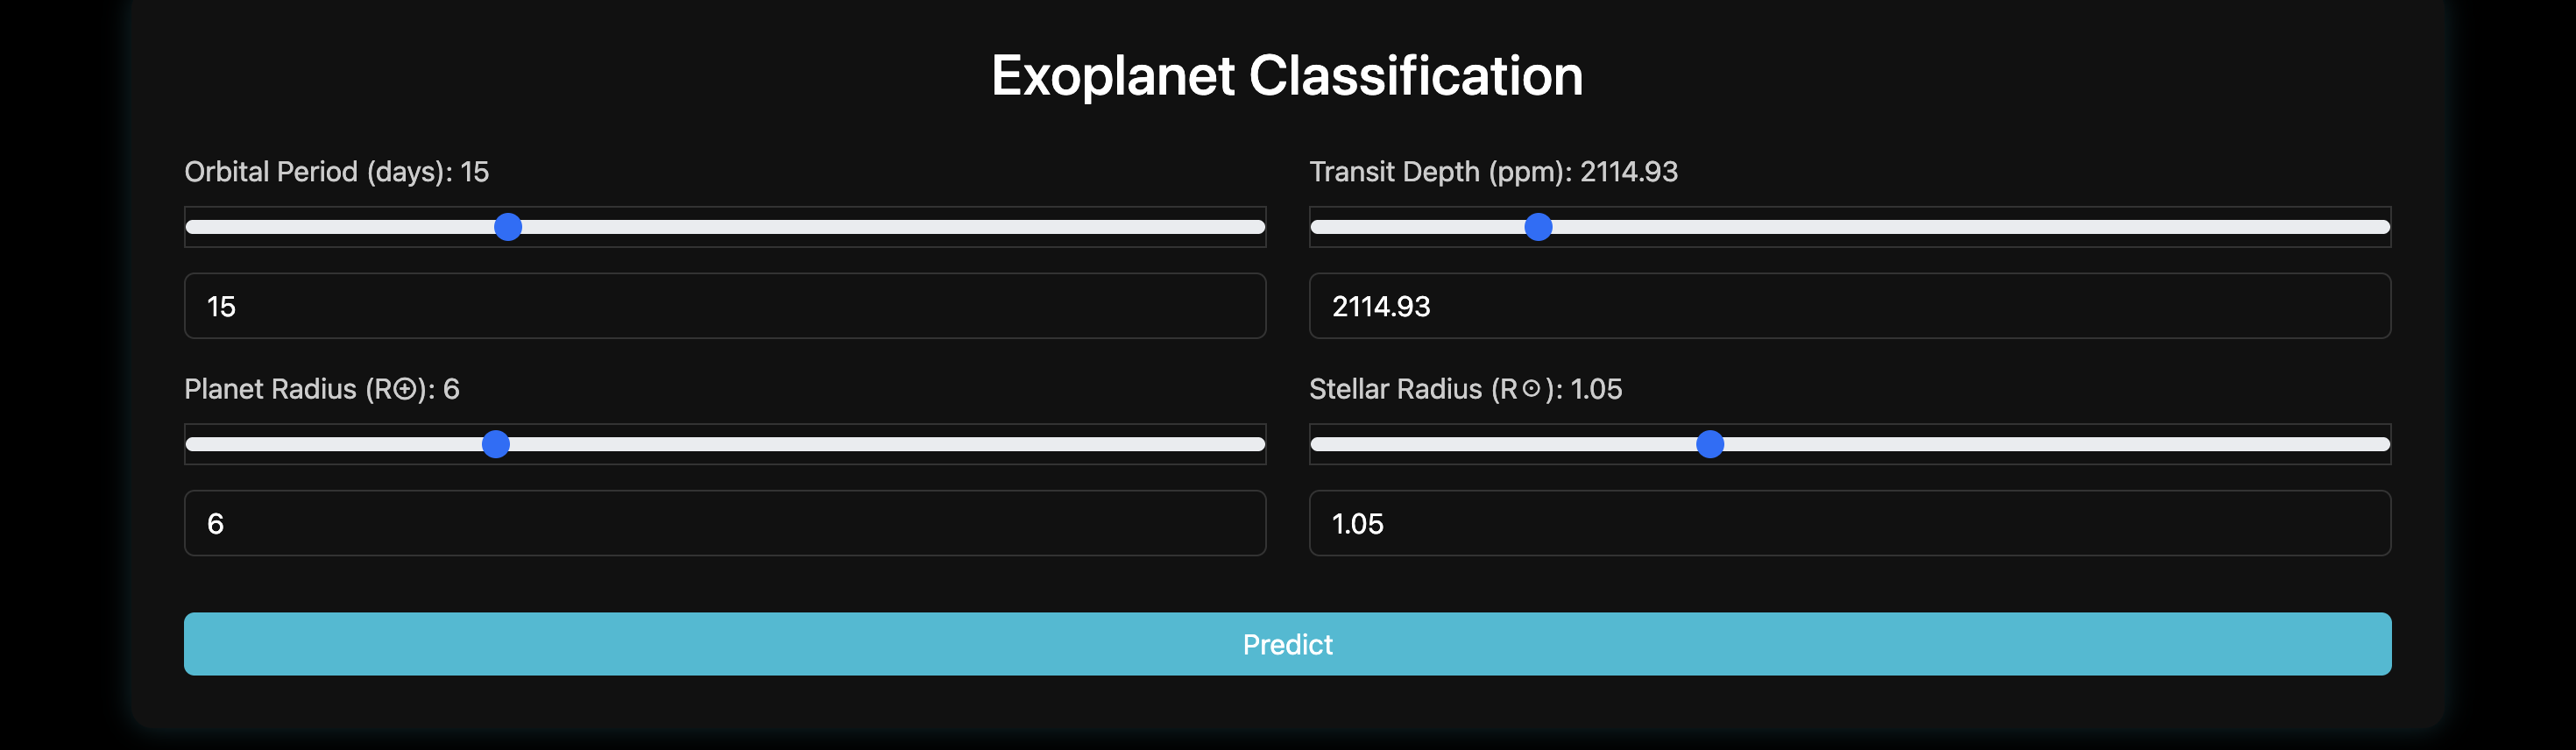 Exoplanet Classification
Orbital Period (days): 15
Transit Depth (ppm): 2114.93
15
2114.93
Planet Radius (R⊕): 6
Stellar Radius (R☉): 1.05
6
1.05
Predict